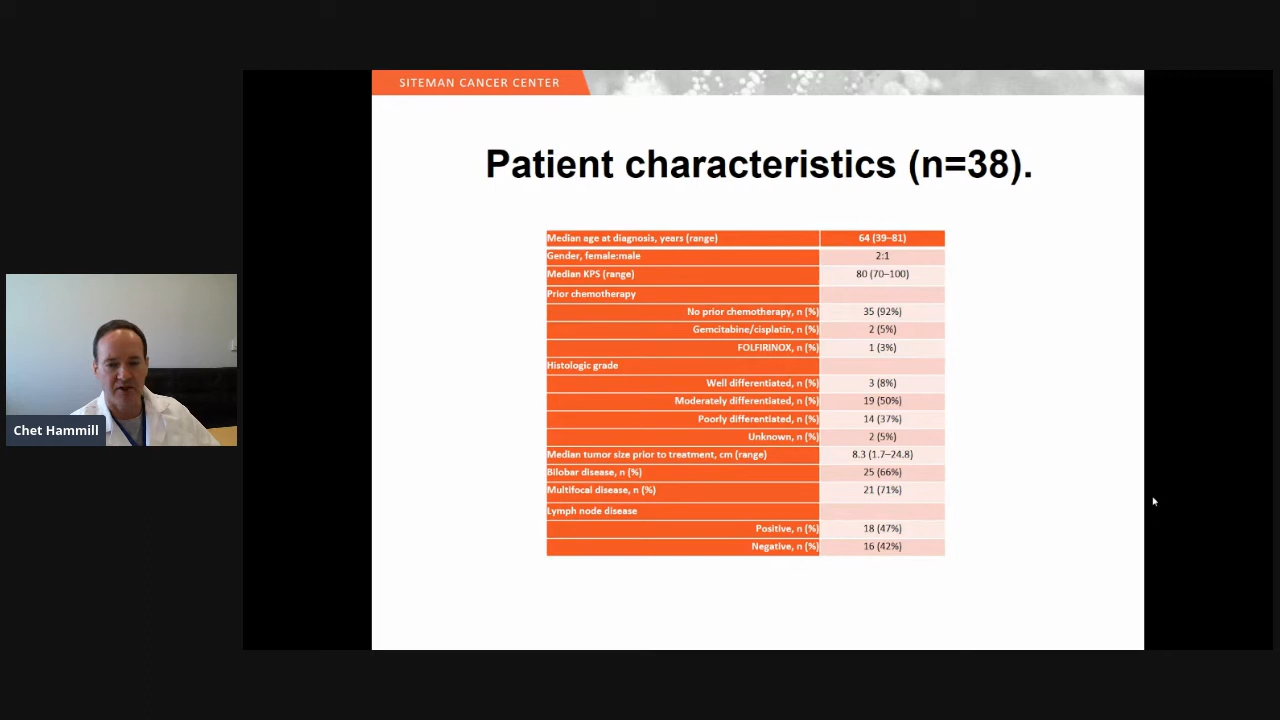 SITEMAN CANCER CENTER
Patient characteristics (n=38).
Median age at diagnosis, years (range) 64 (39–81)
Gender, female:male 2:1
Median KPS (range) 80 (70–100)
Prior chemotherapy
No prior chemotherapy, n (%) 35 (92%)
Gemcitabine/cisplatin, n (%) 2 (5%)
FOLFIRINOX, n (%) 1 (3%)
Histologic grade
Well differentiated, n (%) 3 (8%)
Moderately differentiated, n (%) 19 (50%)
Poorly differentiated, n (%) 14 (37%)
Unknown, n (%) 2 (5%)
Median tumor size prior to treatment, cm (range) 8.3 (1.7–24.8)
Bilobar disease, n (%) 25 (66%)
Multifocal disease, n (%) 21 (71%)
Lymph node disease
Positive, n (%) 18 (47%)
Negative, n (%) 16 (42%)
Chet Hammill